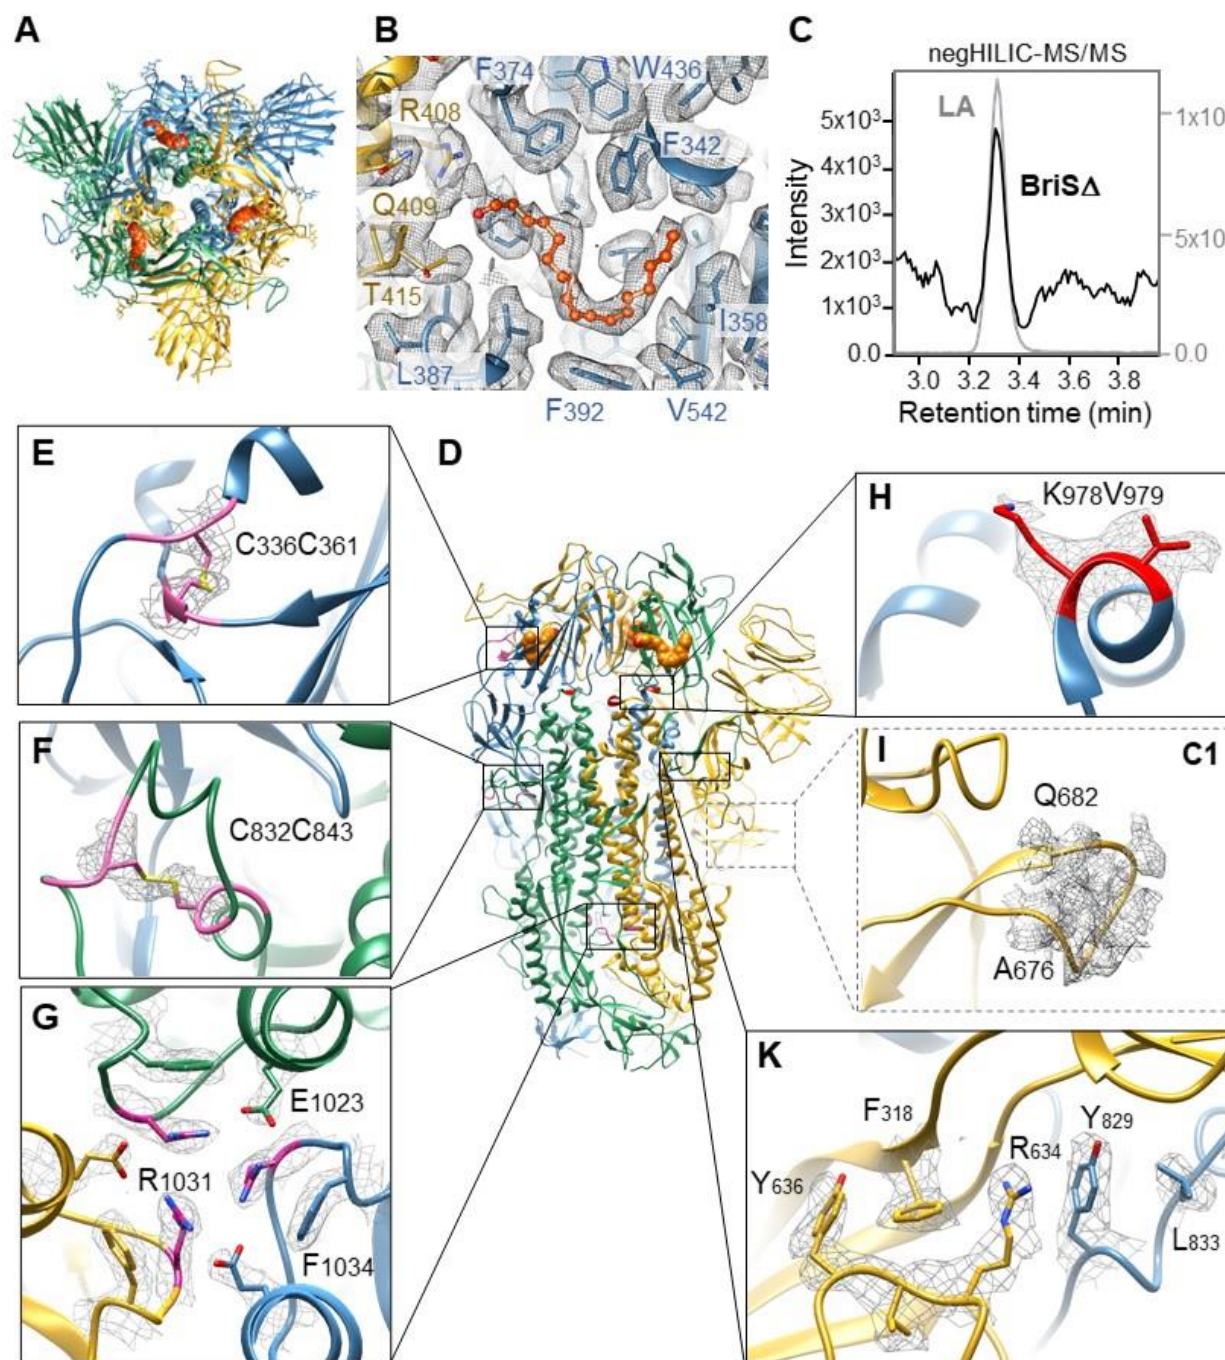 A
B
F374
W436
R408
F342
Q409
T415
I358
L387
F392
V542
C
negHILIC-MS/MS
LA
BriSΔ
Intensity
5x10³
4x10³
3x10³
2x10³
1x10³
0.0
1x10
5x10
0.0
3.0 3.2 3.4 3.6 3.8
Retention time (min)
E
C336C361
D
H
K978V979
F
C832C843
I
C1
Q682
A676
G
E1023
R1031
F1034
K
F318
Y829
R634
Y636
L833